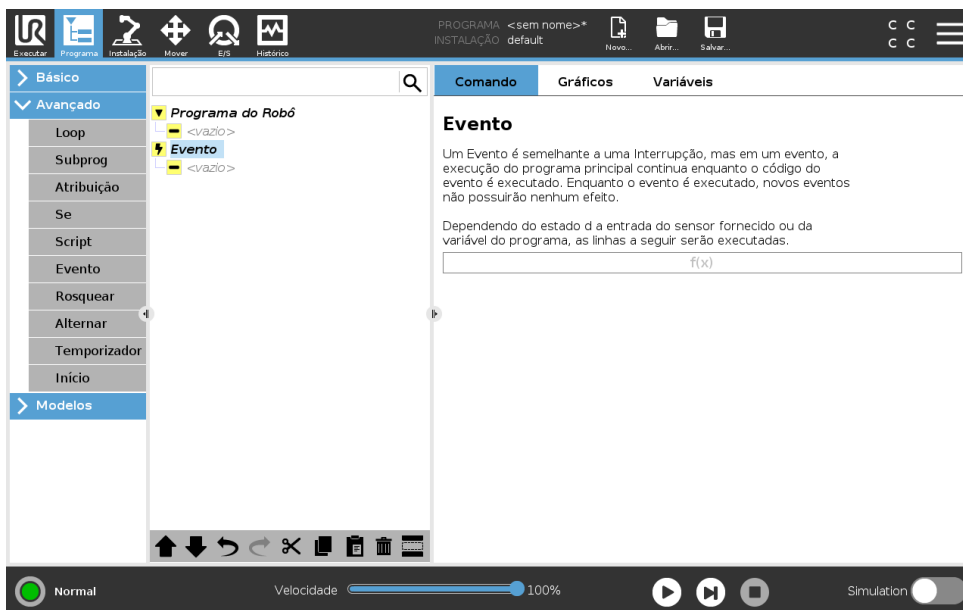 UR
Executar
Programa
Instalação
Mover
E/S
Histórico
PROGRAMA <sem nome>*
INSTALAÇÃO default
Novo...
Abrir...
Salvar...
C C
C C
Básico
Avançado
Loop
Subprog
Atribuição
Se
Script
Evento
Rosquear
Alternar
Temporizador
Início
Modelos
Programa do Robô
<vazio>
Evento
<vazio>
Comando
Gráficos
Variáveis
Evento
Um Evento é semelhante a uma Interrupção, mas em um evento, a
execução do programa principal continua enquanto o código do
evento é executado. Enquanto o evento é executado, novos eventos
não possuirão nenhum efeito.
Dependendo do estado d a entrada do sensor fornecido ou da
variável do programa, as linhas a seguir serão executadas.
f(x)
Normal
Velocidade
100%
Simulation